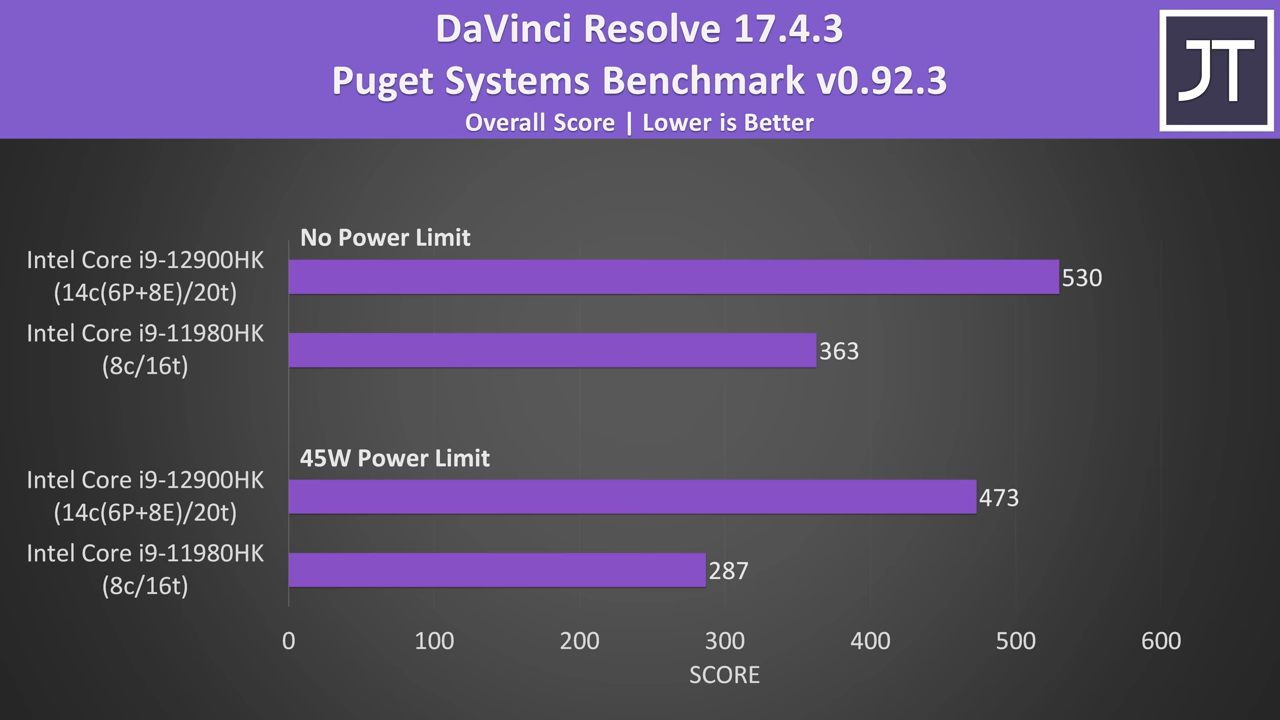 DaVinci Resolve 17.4.3
Puget Systems Benchmark v0.92.3
Overall Score | Lower is Better
JT
No Power Limit
Intel Core i9-12900HK
(14c(6P+8E)/20t)
530
Intel Core i9-11980HK
(8c/16t)
363
45W Power Limit
Intel Core i9-12900HK
(14c(6P+8E)/20t)
473
Intel Core i9-11980HK
(8c/16t)
287
0 100 200 300 400 500 600
SCORE